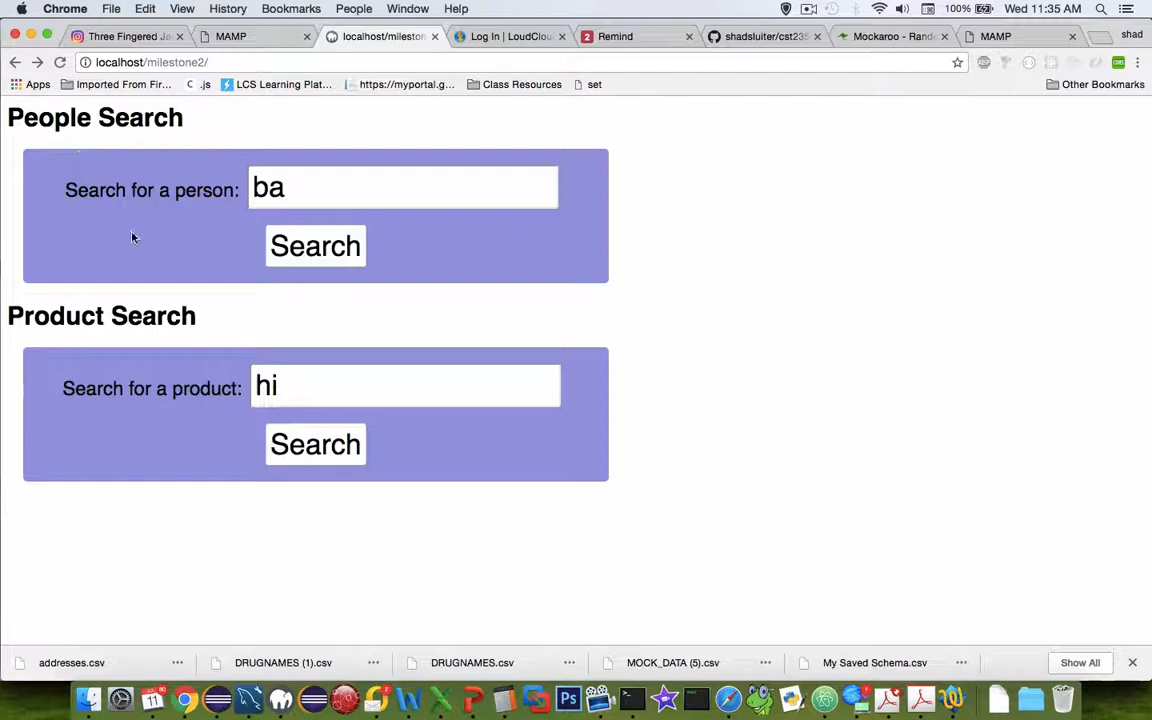 Chrome File Edit View History Bookmarks People Window Help 100% Wed 11:35 AM
Three Fingered Ja MAMP localhost/mileston Log In | LoudClou Remind shadsluiter/cst235 Mockaroo - Rand MAMP shad
localhost/milestone2/
Apps Imported From Fir... C .js LCS Learning Plat... https://myportal.g... Class Resources set Other Bookmarks
People Search
Search for a person: ba
Search
Product Search
Search for a product: hi
Search
addresses.csv DRUGNAMES (1).csv DRUGNAMES.csv MOCK_DATA (5).csv My Saved Schema.csv Show All